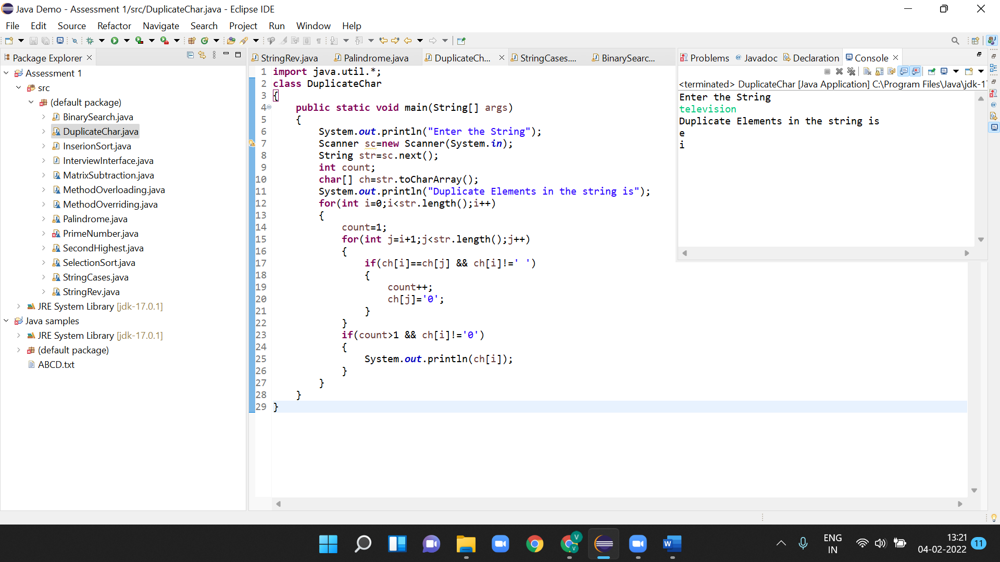 Java Demo - Assessment 1/src/DuplicateChar.java - Eclipse IDE
File Edit Source Refactor Navigate Search Project Run Window Help
Package Explorer
Assessment 1
src
(default package)
BinarySearch.java
DuplicateChar.java
InserionSort.java
InterviewInterface.java
MatrixSubtraction.java
MethodOverloading.java
MethodOverriding.java
Palindrome.java
PrimeNumber.java
SecondHighest.java
SelectionSort.java
StringCases.java
StringRev.java
JRE System Library [jdk-17.0.1]
Java samples
JRE System Library [jdk-17.0.1]
(default package)
ABCD.txt
StringRev.java Palindrome.java DuplicateCh... StringCases.... BinarySearc...
1 import java.util.*;
2 class DuplicateChar
3 {
4 public static void main(String[] args)
5 {
6 System.out.println("Enter the String");
7 Scanner sc=new Scanner(System.in);
8 String str=sc.next();
9 int count;
10 char[] ch=str.toCharArray();
11 System.out.println("Duplicate Elements in the string is");
12 for(int i=0;i<str.length();i++)
13 {
14 count=1;
15 for(int j=i+1;j<str.length();j++)
16 {
17 if(ch[i]==ch[j] && ch[i]!=' ')
18 {
19 count++;
20 ch[j]='0';
21 }
22 }
23 if(count>1 && ch[i]!='0')
24 {
25 System.out.println(ch[i]);
26 }
27 }
28 }
29 }
Problems @ Javadoc Declaration Console
<terminated> DuplicateChar [Java Application] C:\Program Files\Java\jdk-17
Enter the String
television
Duplicate Elements in the string is
e
i
ENG
IN
13:21
04-02-2022
11